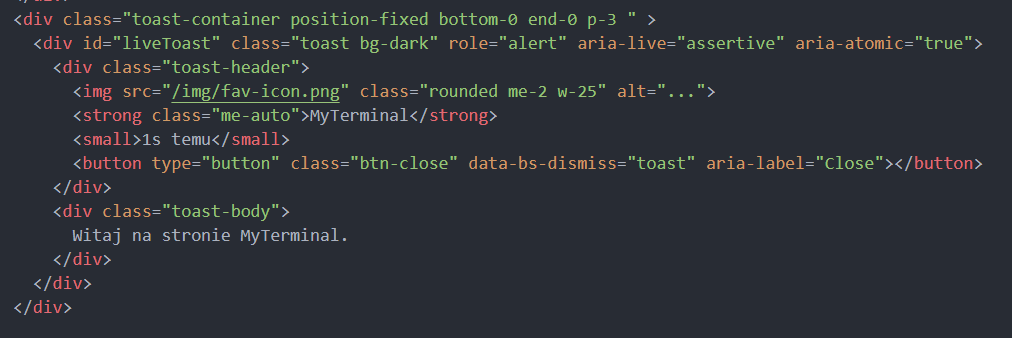 <div class="toast-container position-fixed bottom-0 end-0 p-3 " >
<div id="liveToast" class="toast bg-dark" role="alert" aria-live="assertive" aria-atomic="true">
<div class="toast-header">
<img src="/img/fav-icon.png" class="rounded me-2 w-25" alt="...">
<strong class="me-auto">MyTerminal</strong>
<small>1s temu</small>
<button type="button" class="btn-close" data-bs-dismiss="toast" aria-label="Close"></button>
</div>
<div class="toast-body">
Witaj na stronie MyTerminal.
</div>
</div>
</div>